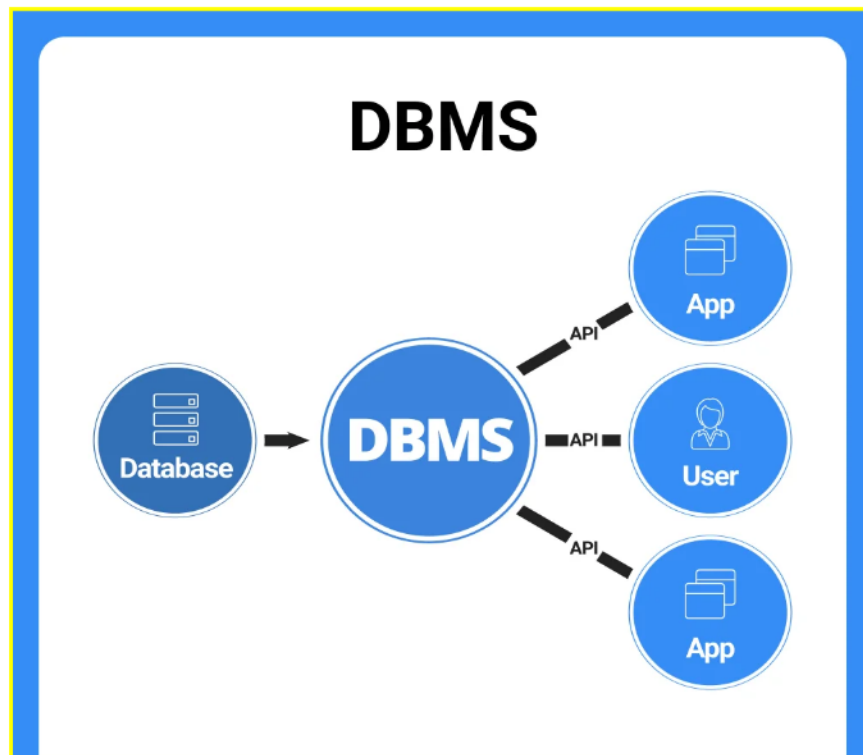 DBMS
App
API
Database
DBMS
API
User
API
App